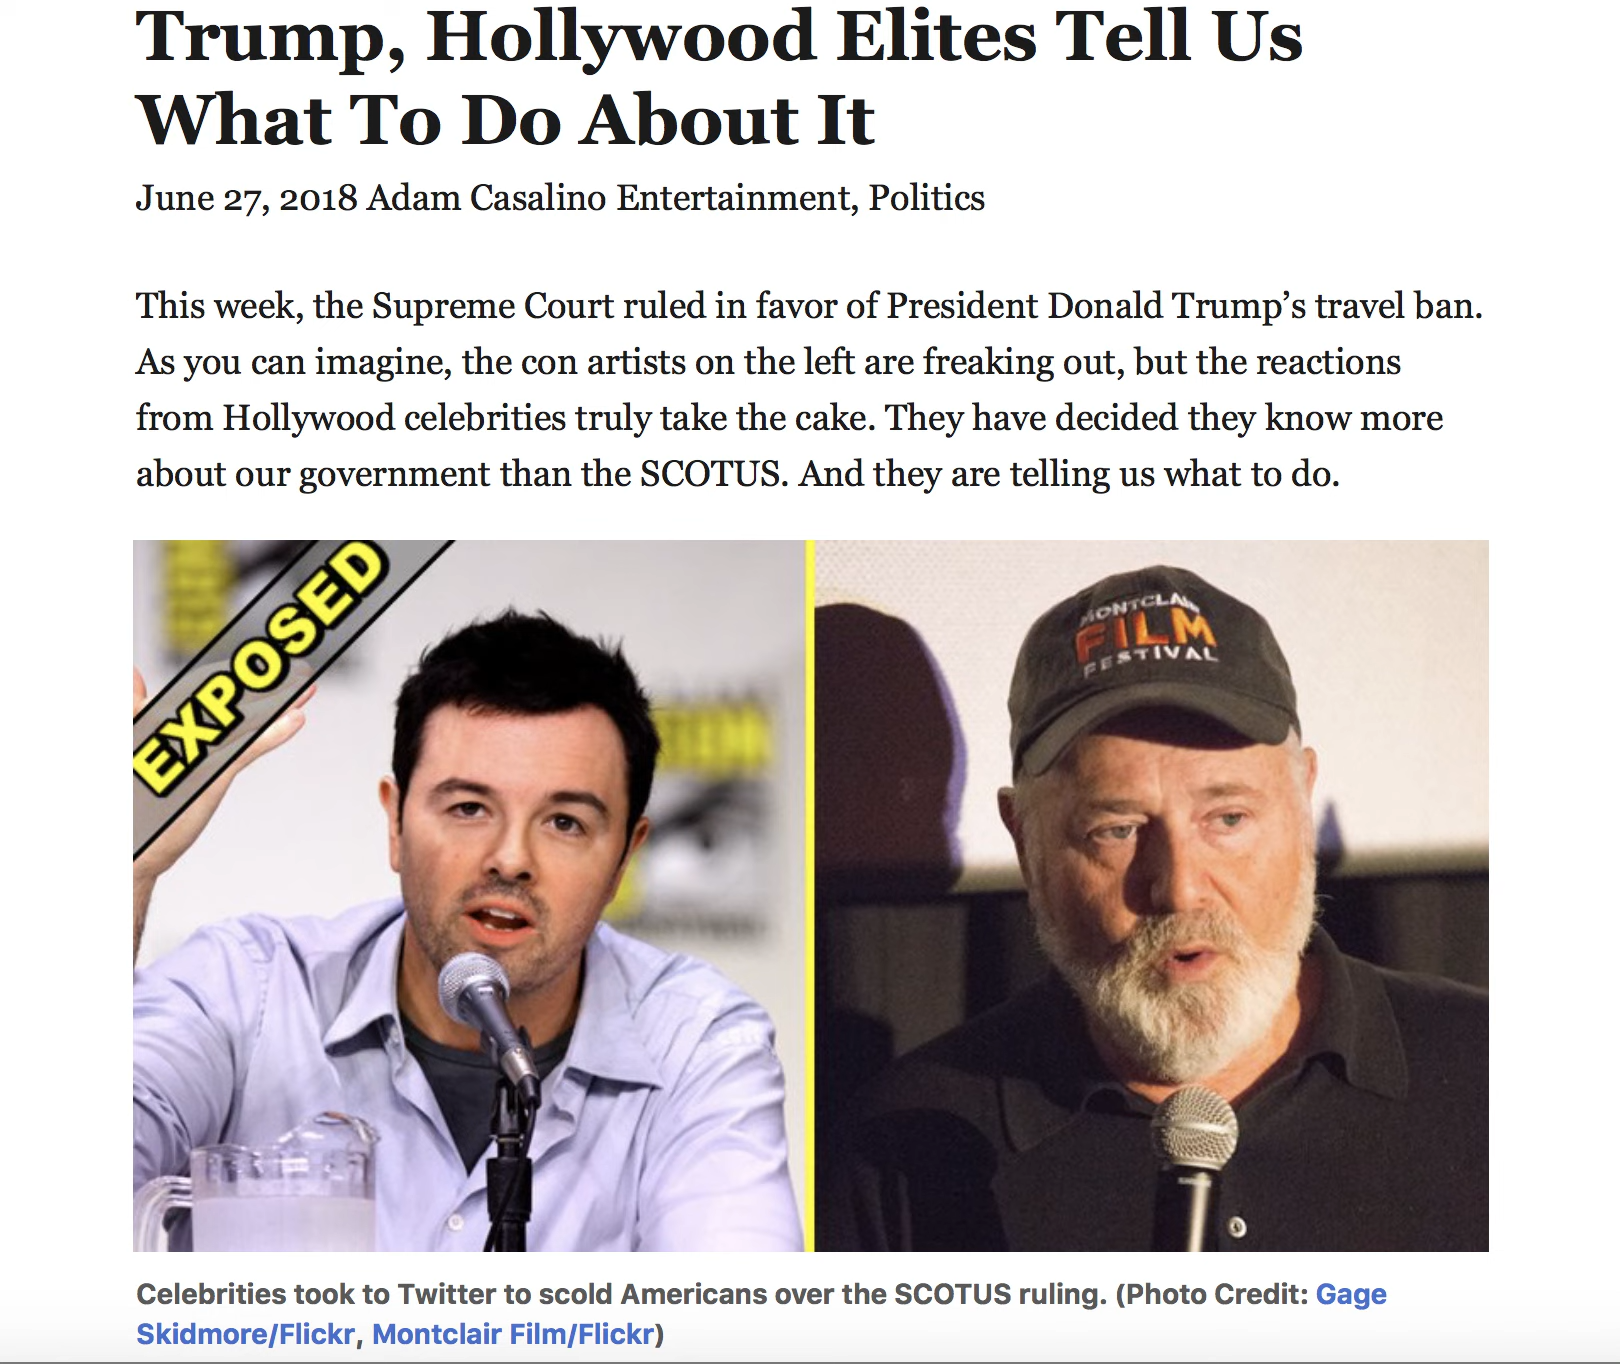 Trump, Hollywood Elites Tell Us
What To Do About It
June 27, 2018 Adam Casalino Entertainment, Politics
This week, the Supreme Court ruled in favor of President Donald Trump’s travel ban.
As you can imagine, the con artists on the left are freaking out, but the reactions
from Hollywood celebrities truly take the cake. They have decided they know more
about our government than the SCOTUS. And they are telling us what to do.
EXPOSED
MONTCLAIR
FILM
FESTIVAL
Celebrities took to Twitter to scold Americans over the SCOTUS ruling. (Photo Credit: Gage
Skidmore/Flickr, Montclair Film/Flickr)